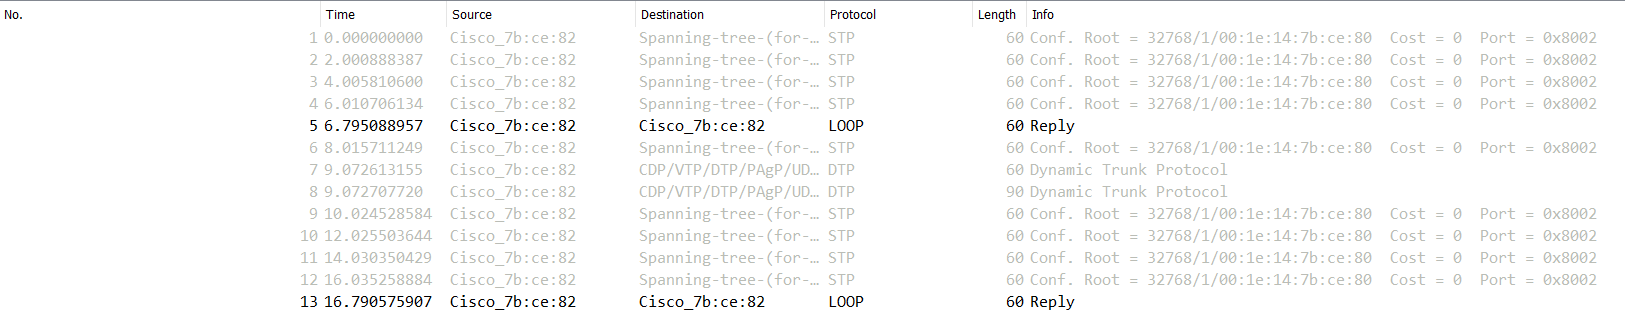 No. Time Source Destination Protocol Length Info
1 0.000000000 Cisco_7b:ce:82 Spanning-tree-(for-… STP 60 Conf. Root = 32768/1/00:1e:14:7b:ce:80 Cost = 0 Port = 0x8002
2 2.000888387 Cisco_7b:ce:82 Spanning-tree-(for-… STP 60 Conf. Root = 32768/1/00:1e:14:7b:ce:80 Cost = 0 Port = 0x8002
3 4.005810600 Cisco_7b:ce:82 Spanning-tree-(for-… STP 60 Conf. Root = 32768/1/00:1e:14:7b:ce:80 Cost = 0 Port = 0x8002
4 6.010706134 Cisco_7b:ce:82 Spanning-tree-(for-… STP 60 Conf. Root = 32768/1/00:1e:14:7b:ce:80 Cost = 0 Port = 0x8002
5 6.795088957 Cisco_7b:ce:82 Cisco_7b:ce:82 LOOP 60 Reply
6 8.015711249 Cisco_7b:ce:82 Spanning-tree-(for-… STP 60 Conf. Root = 32768/1/00:1e:14:7b:ce:80 Cost = 0 Port = 0x8002
7 9.072613155 Cisco_7b:ce:82 CDP/VTP/DTP/PAgP/UD… DTP 60 Dynamic Trunk Protocol
8 9.072707720 Cisco_7b:ce:82 CDP/VTP/DTP/PAgP/UD… DTP 90 Dynamic Trunk Protocol
9 10.024528584 Cisco_7b:ce:82 Spanning-tree-(for-… STP 60 Conf. Root = 32768/1/00:1e:14:7b:ce:80 Cost = 0 Port = 0x8002
10 12.025503644 Cisco_7b:ce:82 Spanning-tree-(for-… STP 60 Conf. Root = 32768/1/00:1e:14:7b:ce:80 Cost = 0 Port = 0x8002
11 14.030350429 Cisco_7b:ce:82 Spanning-tree-(for-… STP 60 Conf. Root = 32768/1/00:1e:14:7b:ce:80 Cost = 0 Port = 0x8002
12 16.035258884 Cisco_7b:ce:82 Spanning-tree-(for-… STP 60 Conf. Root = 32768/1/00:1e:14:7b:ce:80 Cost = 0 Port = 0x8002
13 16.790575907 Cisco_7b:ce:82 Cisco_7b:ce:82 LOOP 60 Reply